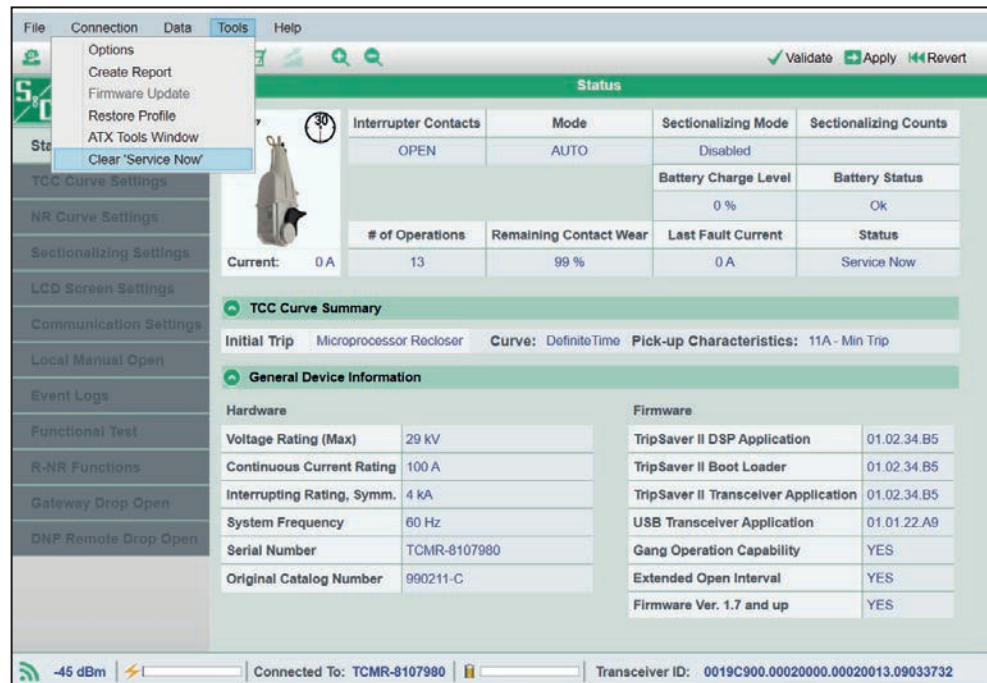 File Connection Data Tools Help
Options
Create Report
Firmware Update
Restore Profile
ATX Tools Window
Clear 'Service Now'
Validate Apply Revert
S&C
Status
TCC Curve Settings
NR Curve Settings
Sectionalizing Settings
LCD Screen Settings
Communication Settings
Local Manual Open
Event Logs
Functional Test
R-NR Functions
Gateway Drop Open
DNP Remote Drop Open
30
Current: 0 A
Interrupter Contacts Mode Sectionalizing Mode Sectionalizing Counts
OPEN AUTO Disabled
Battery Charge Level Battery Status
0 % Ok
# of Operations Remaining Contact Wear Last Fault Current Status
13 99 % 0 A Service Now
TCC Curve Summary
Initial Trip Microprocessor Recloser Curve: DefiniteTime Pick-up Characteristics: 11A - Min Trip
General Device Information
Hardware
Voltage Rating (Max) 29 kV
Continuous Current Rating 100 A
Interrupting Rating, Symm. 4 kA
System Frequency 60 Hz
Serial Number TCMR-8107980
Original Catalog Number 990211-C
Firmware
TripSaver II DSP Application 01.02.34.B5
TripSaver II Boot Loader 01.02.34.B5
TripSaver II Transceiver Application 01.02.34.B5
USB Transceiver Application 01.01.22.A9
Gang Operation Capability YES
Extended Open Interval YES
Firmware Ver. 1.7 and up YES
-45 dBm Connected To: TCMR-8107980 Transceiver ID: 0019C900.00020000.00020013.09033732